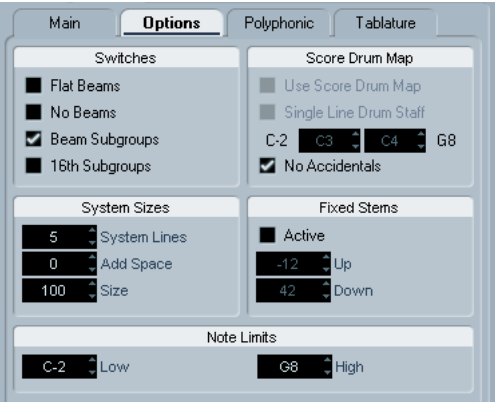 Main Options Polyphonic Tablature
Switches
Flat Beams
No Beams
Beam Subgroups
16th Subgroups
Score Drum Map
Use Score Drum Map
Single Line Drum Staff
C-2 C3 C4 G8
No Accidentals
System Sizes
5 System Lines
0 Add Space
100 Size
Fixed Stems
Active
-12 Up
42 Down
Note Limits
C-2 Low G8 High